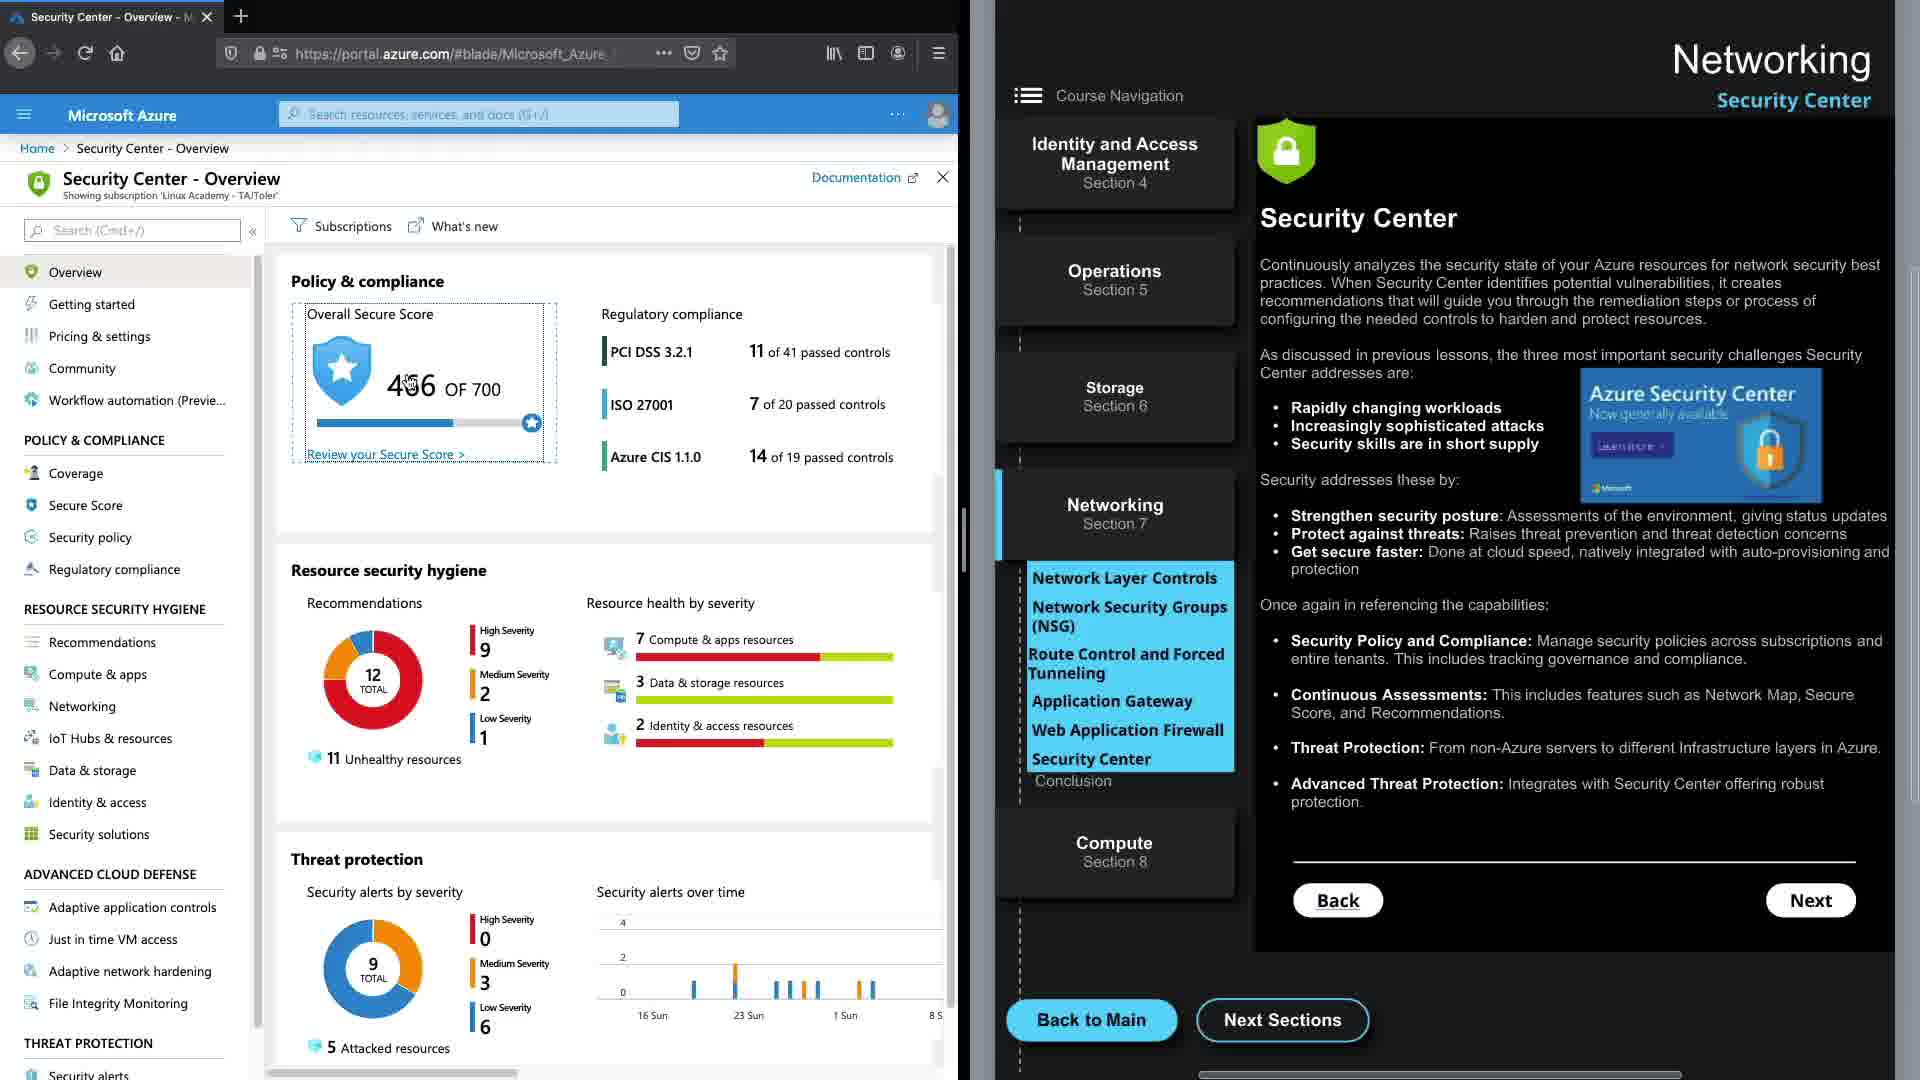 Security Center - Overview - M
https://portal.azure.com/#blade/Microsoft_Azure
Microsoft Azure
Search resources, services, and docs (G+/)
Home > Security Center - Overview
Security Center - Overview
Showing subscription 'Linux Academy - TA/Toler'
Documentation
Search (Cmd+/)
«
Overview
Getting started
Pricing & settings
Community
Workflow automation (Previe...
POLICY & COMPLIANCE
Coverage
Secure Score
Security policy
Regulatory compliance
RESOURCE SECURITY HYGIENE
Recommendations
Compute & apps
Networking
IoT Hubs & resources
Data & storage
Identity & access
Security solutions
ADVANCED CLOUD DEFENSE
Adaptive application controls
Just in time VM access
Adaptive network hardening
File Integrity Monitoring
THREAT PROTECTION
Security alerts
Subscriptions
What's new
Policy & compliance
Overall Secure Score
OF 700
Review your Secure Score >
Regulatory compliance
PCI DSS 3.2.1 11 of 41 passed controls
ISO 27001 7 of 20 passed controls
Azure CIS 1.1.0 14 of 19 passed controls
Resource security hygiene
Recommendations
12
TOTAL
High Severity
9
Medium Severity
2
Low Severity
1
11 Unhealthy resources
Resource health by severity
7 Compute & apps resources
3 Data & storage resources
2 Identity & access resources
Threat protection
Security alerts by severity
9
TOTAL
High Severity
0
Medium Severity
3
Low Severity
6
5 Attacked resources
Security alerts over time
4
2
0
16 Sun 23 Sun 1 Sun 8 S
Networking
Security Center
Course Navigation
Identity and Access
Management
Section 4
Operations
Section 5
Storage
Section 6
Networking
Section 7
Network Layer Controls
Network Security Groups
(NSG)
Route Control and Forced
Tunneling
Application Gateway
Web Application Firewall
Security Center
Conclusion
Compute
Section 8
Back to Main
Next Sections
Security Center
Continuously analyzes the security state of your Azure resources for network security best
practices. When Security Center identifies potential vulnerabilities, it creates
recommendations that will guide you through the remediation steps or process of
configuring the needed controls to harden and protect resources.
As discussed in previous lessons, the three most important security challenges Security
Center addresses are:
• Rapidly changing workloads
• Increasingly sophisticated attacks
• Security skills are in short supply
Azure Security Center
Now generally available
Learn more >
Microsoft
Security addresses these by:
• Strengthen security posture: Assessments of the environment, giving status updates
• Protect against threats: Raises threat prevention and threat detection concerns
• Get secure faster: Done at cloud speed, natively integrated with auto-provisioning and
protection
Once again in referencing the capabilities:
• Security Policy and Compliance: Manage security policies across subscriptions and
entire tenants. This includes tracking governance and compliance.
• Continuous Assessments: This includes features such as Network Map, Secure
Score, and Recommendations.
• Threat Protection: From non-Azure servers to different Infrastructure layers in Azure.
• Advanced Threat Protection: Integrates with Security Center offering robust
protection.
Back
Next